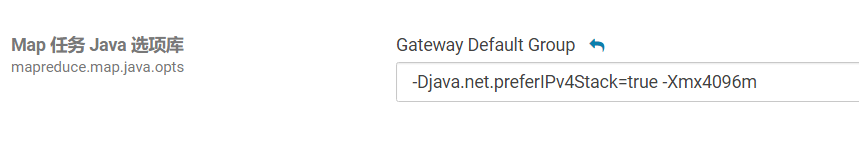 Map 任务 Java 选项库
mapreduce.map.java.opts
Gateway Default Group
-Djava.net.preferIPv4Stack=true -Xmx4096m